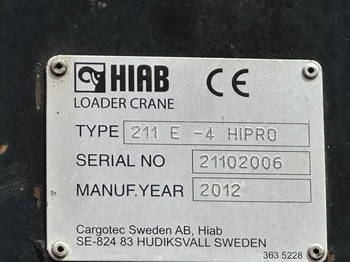 HIAB CE
LOADER CRANE
TYPE 211 E -4 HIPRO
SERIAL NO 21102006
MANUF.YEAR 2012
Cargotec Sweden AB, Hiab
SE-824 83 HUDIKSVALL SWEDEN
363 5228